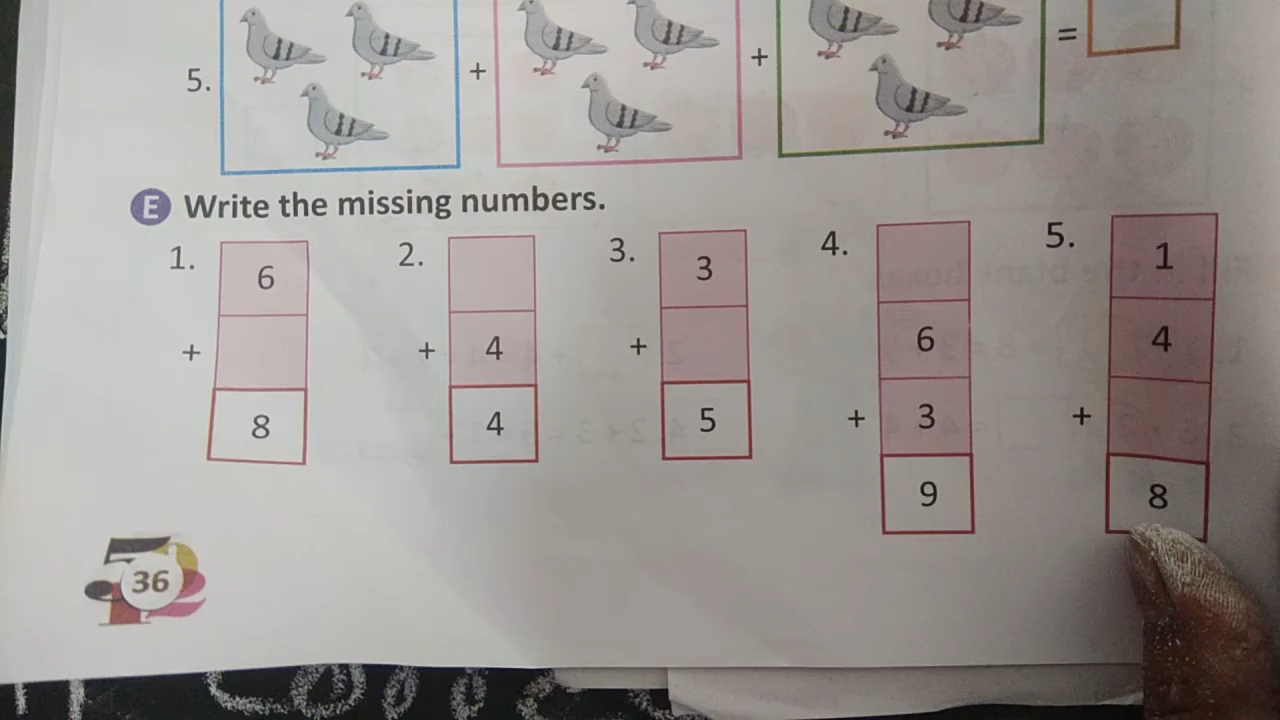 5. + + =
E Write the missing numbers.
1. 2. 3. 4. 5.
6 3 1
6 4
+ + 4 +
+ 3 +
8 4 5
9 8
36